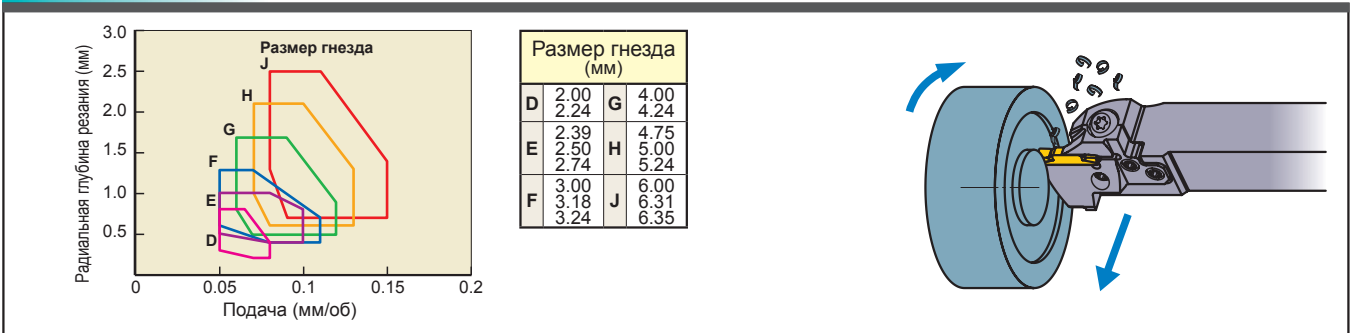 Радиальная глубина резания (мм)
3.0
2.5
2.0
1.5
1.0
0.5
0
0.05
0.1
0.15
0.2
Подача (мм/об)
Размер гнезда
J
H
G
F
E
D
Размер гнезда
(мм)
D 2.00 G 4.00
2.24 4.24
2.39 4.75
E 2.50 H 5.00
2.74 5.24
3.00 6.00
F 3.18 J 6.31
3.24 6.35